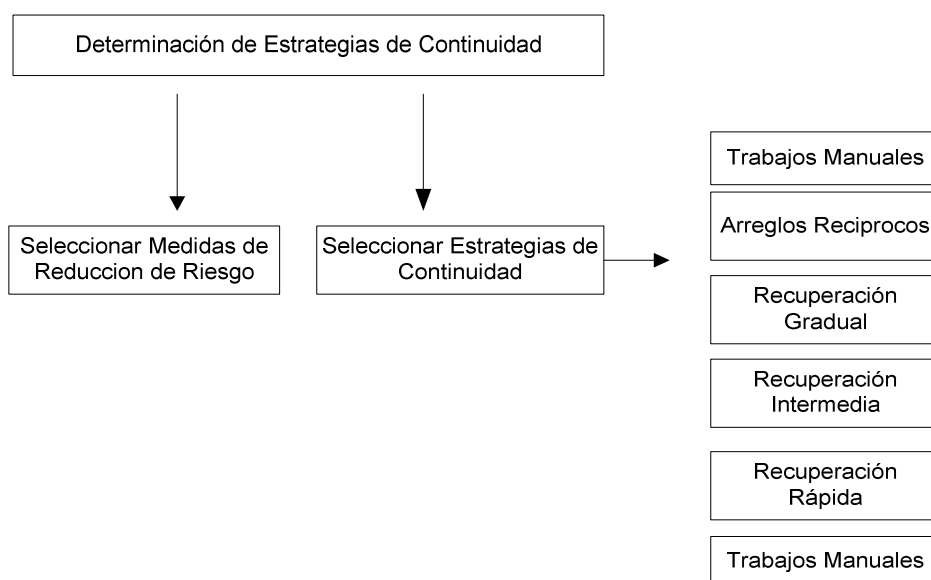 Determinación de Estrategias de Continuidad
Seleccionar Medidas de
Reduccion de Riesgo
Seleccionar Estrategias de
Continuidad
Trabajos Manuales
Arreglos Reciprocos
Recuperación
Gradual
Recuperación
Intermedia
Recuperación
Rápida
Trabajos Manuales